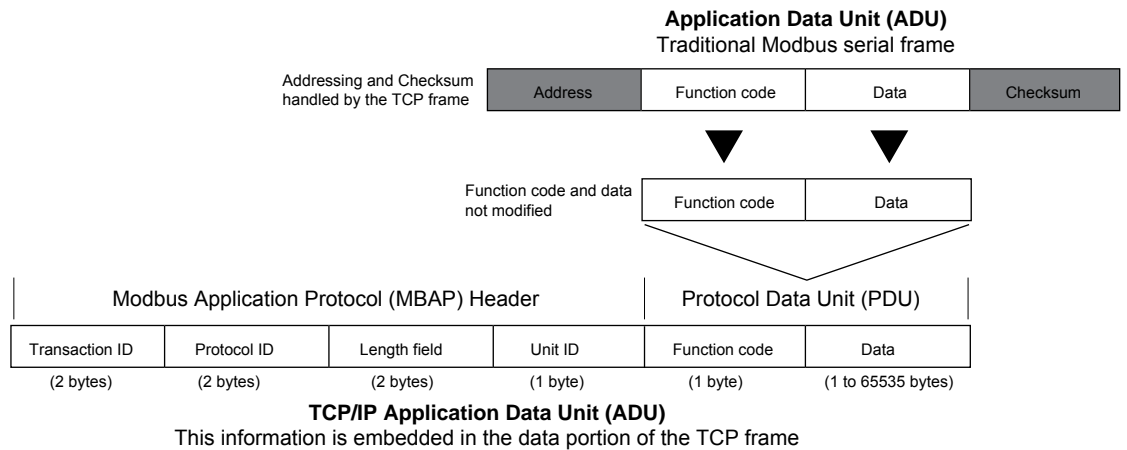 Application Data Unit (ADU)
Traditional Modbus serial frame
Addressing and Checksum
handled by the TCP frame
Address
Function code
Data
Checksum
Function code and data
not modified
Function code
Data
Modbus Application Protocol (MBAP) Header
Protocol Data Unit (PDU)
Transaction ID
Protocol ID
Length field
Unit ID
Function code
Data
(2 bytes)
(2 bytes)
(2 bytes)
(1 byte)
(1 byte)
(1 to 65535 bytes)
TCP/IP Application Data Unit (ADU)
This information is embedded in the data portion of the TCP frame